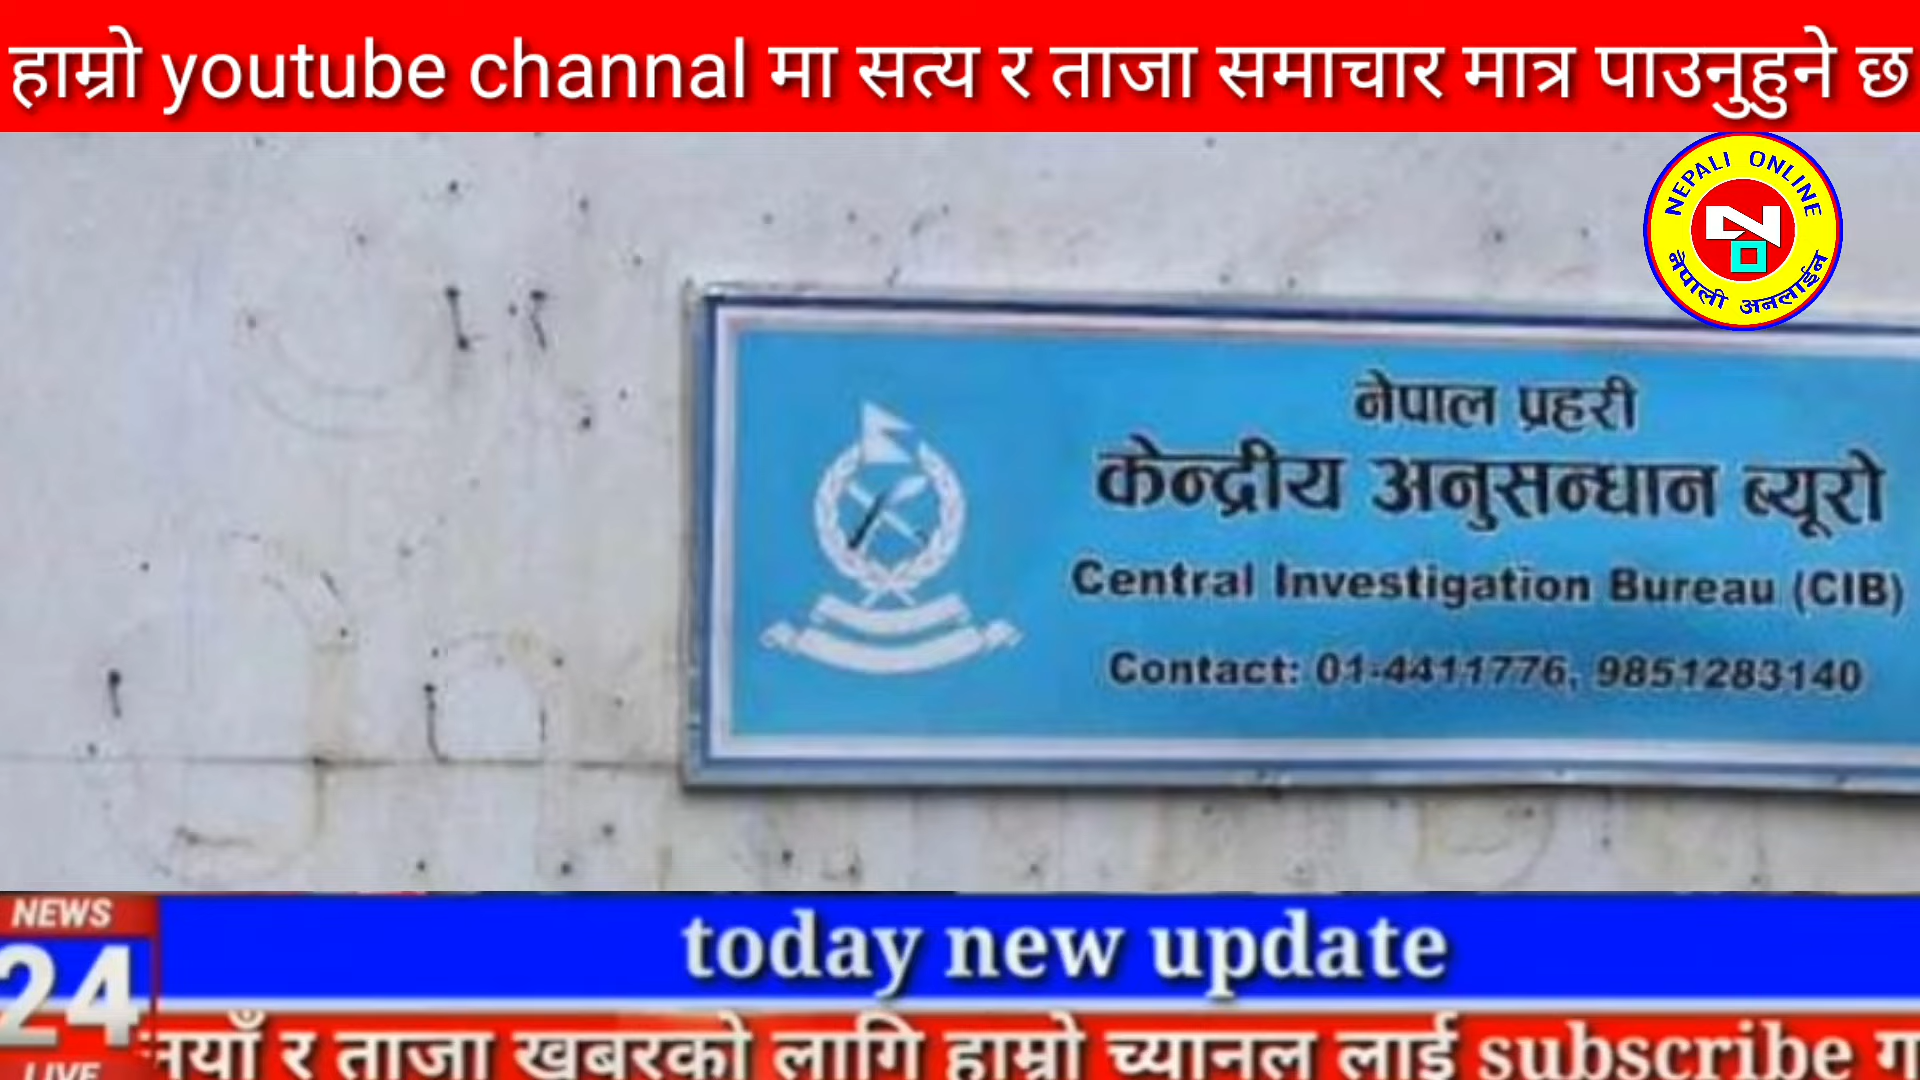 हाम्रो youtube channal मा सत्य र ताजा समाचार मात्र पाउनुहुने छ
NEPALI ONLINE
नेपाली अनलाईन
नेपाल प्रहरी
केन्द्रीय अनुसन्धान ब्यूरो
Central Investigation Bureau (CIB)
Contact: 01-4411776, 9851283140
NEWS
24
LIVE
today new update
नयाँ र ताजा खबरको लागि हाम्रो च्यानल लाई subscribe